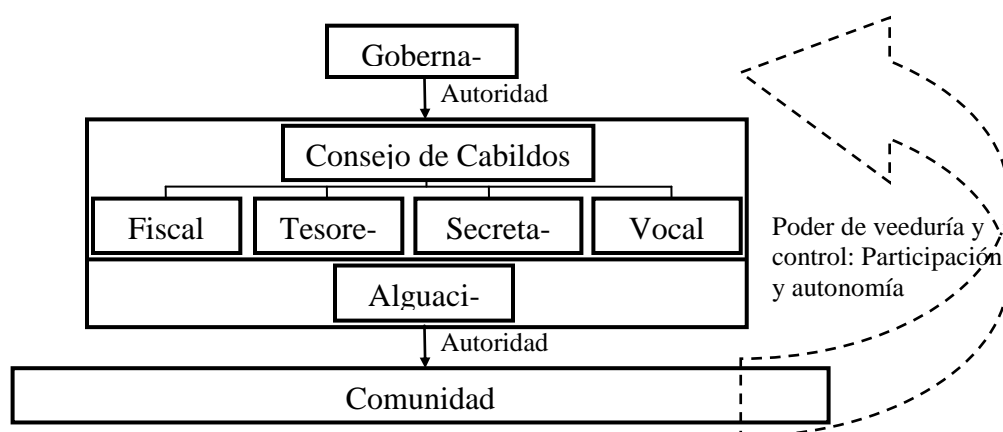 Goberna-
Autoridad
Consejo de Cabildos
Fiscal
Tesore-
Secreta-
Vocal
Poder de veeduría y
control: Participación
y autonomía
Alguaci-
Autoridad
Comunidad